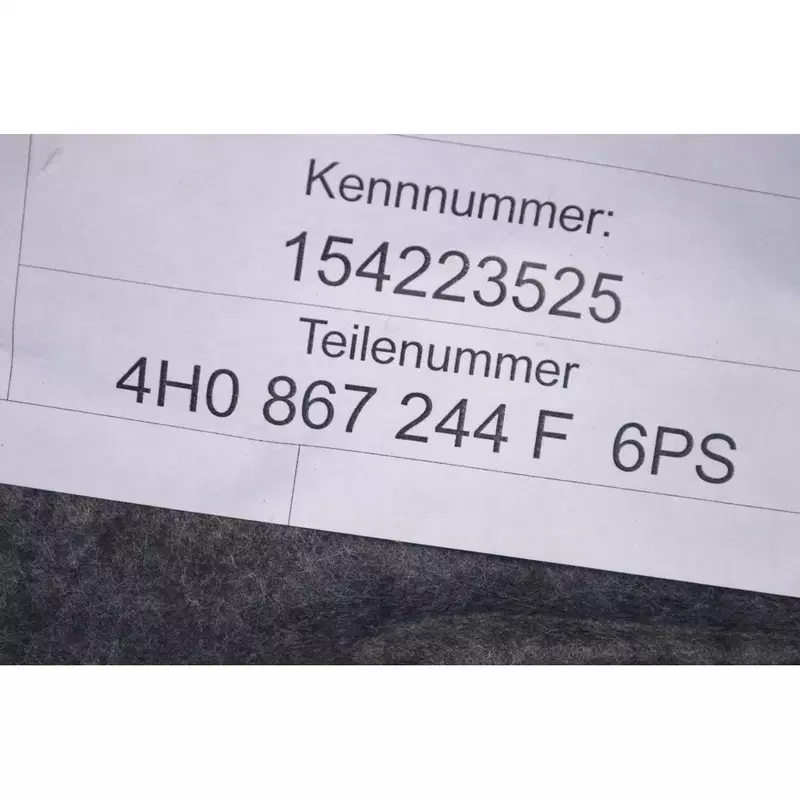 Kennnummer:
154223525
Teilenummer
4H0 867 244 F 6PS